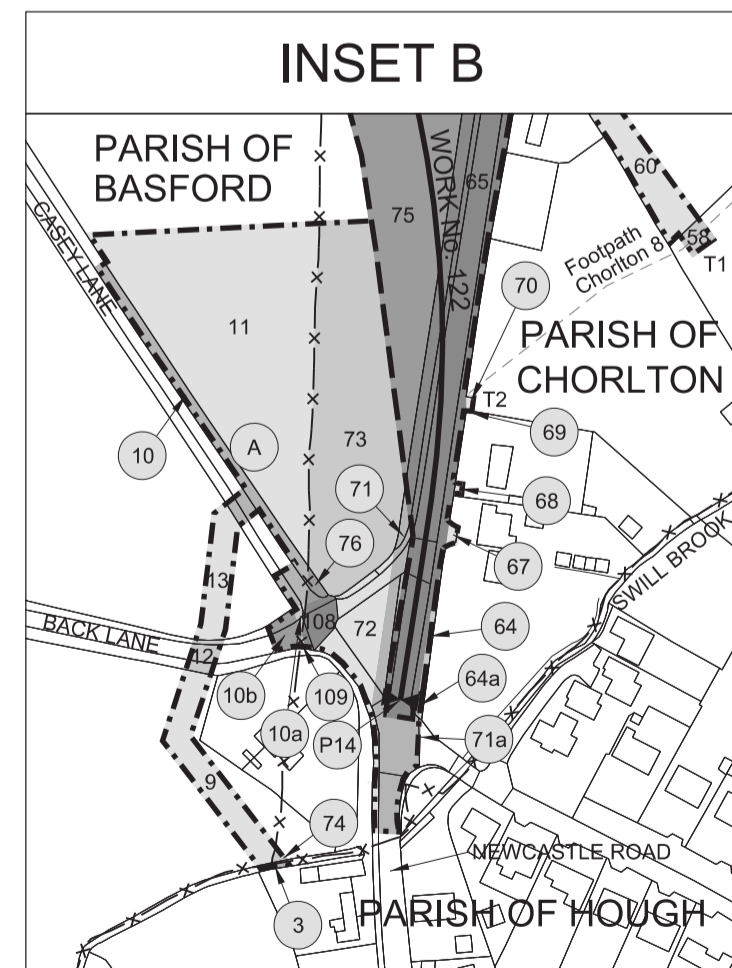 INSET B
PARISH OF
BASFORD
WORK No. 122
75
65
60
58
T1
CASEY LANE
Footpath
Chorlton 8
70
11
PARISH OF
CHORLTON
T2
10
A
73
69
71
68
76
67
SWILL BROOK
13
108
72
64
BACK LANE
12
10b
109
64a
10a
P14
71a
9
74
NEWCASTLE ROAD
3
PARISH OF HOUGH